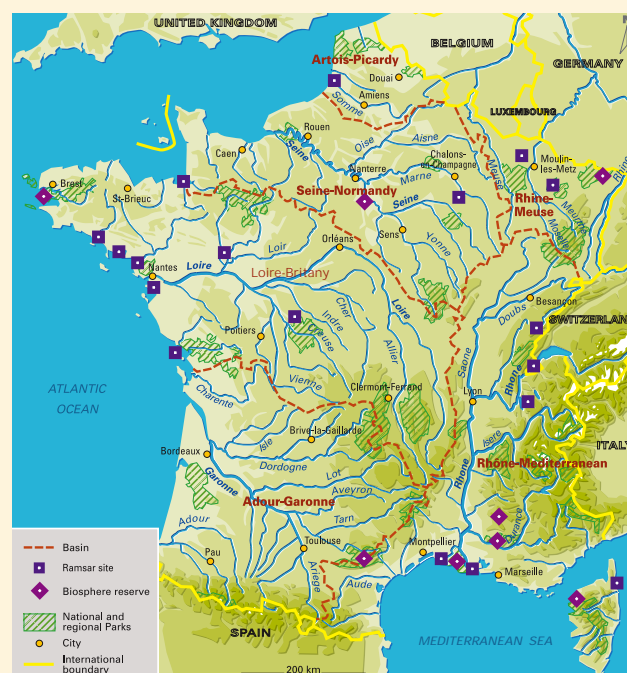 UNITED KINGDOM
BELGIUM
GERMANY
LUXEMBOURG
Artois-Picardy
Douai
Amiens
Somme
Rouen
Oise
Aisne
Seine
Caen
Nanterre
Marne
Chalons-
en-Champagne
Meuse
Moulin-
les-Metz
Rhine
Brest
St-Brieuc
Seine-Normandy
Seine
Rhine-
Meuse
Meurthe
Moselle
Loir
Orléans
Sens
Yonne
Nantes
Loire
Loire-Britany
Loire
Besançon
Doubs
SWITZERLAN
Cher
Indre
Creuse
Poitiers
Allier
Saone
Vienne
Clermont-Ferrand
Lyon
Rhone
ATLANTIC
OCEAN
Charente
Brive-la-Gaillarde
Isle
Isere
ITALY
Bordeaux
Dordogne
Rhône-Mediterranean
Garonne
Lot
Rhone
Adour-Garonne
Aveyron
Durance
Adour
Tarn
Toulouse
Montpellier
Pau
Marseille
Ariege
Aude
SPAIN
MEDITERRANEAN SEA
Basin
Ramsar site
Biosphere reserve
National and
regional Parks
City
International
boundary
200 km